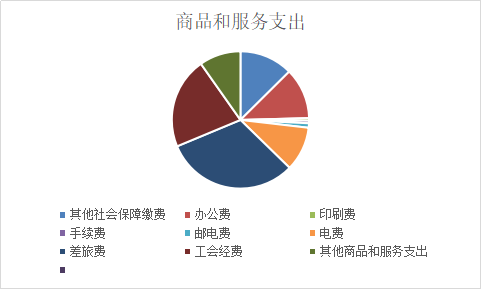 商品和服务支出
其他社会保障缴费 办公费 印刷费
手续费 邮电费 电费
差旅费 工会经费 其他商品和服务支出